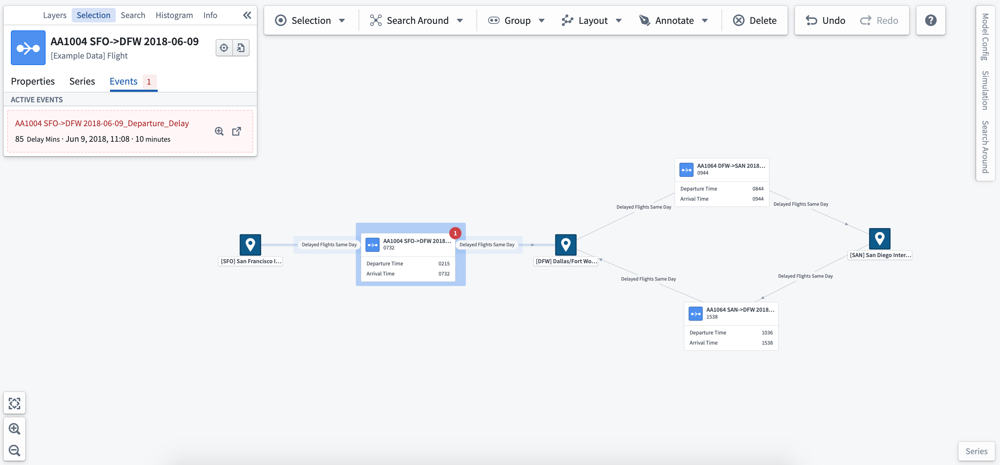 Layers Selection Search Histogram Info
AA1004 SFO->DFW 2018-06-09
[Example Data] Flight
Properties Series Events 1
ACTIVE EVENTS
AA1004 SFO->DFW 2018-06-09_Departure_Delay
85 Delay Mins · Jun 9, 2018, 11:08 · 10 minutes
Selection Search Around Group Layout Annotate Delete
Undo Redo
?
Model Config
Simulation
Search Around
AA1064 DFW->SAN 2018...
0944
Departure Time 0844
Arrival Time 0944
Delayed Flights Same Day
Delayed Flights Same Day
[SFO] San Francisco I...
Delayed Flights Same Day
1
AA1004 SFO->DFW 2018...
0732
Departure Time 0215
Arrival Time 0732
Delayed Flights Same Day
[DFW] Dallas/Fort Wo...
[SAN] San Diego Inter...
Delayed Flights Same Day
Delayed Flights Same Day
AA1064 SAN->DFW 2018...
1538
Departure Time 1036
Arrival Time 1538
Series